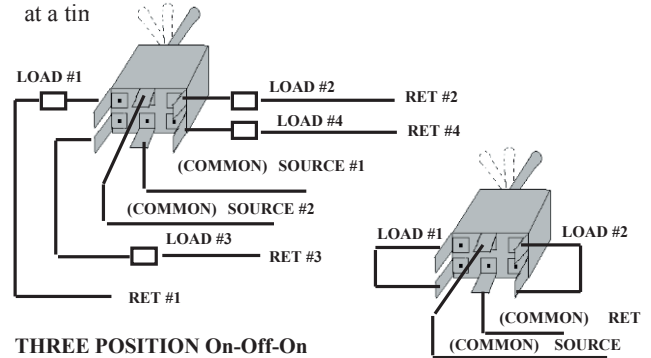 at a tin
LOAD #1
LOAD #2
RET #2
LOAD #4
RET #4
(COMMON) SOURCE #1
(COMMON) SOURCE #2
LOAD #3
RET #3
RET #1
LOAD #1
LOAD #2
(COMMON) RET
(COMMON) SOURCE
THREE POSITION On-Off-On